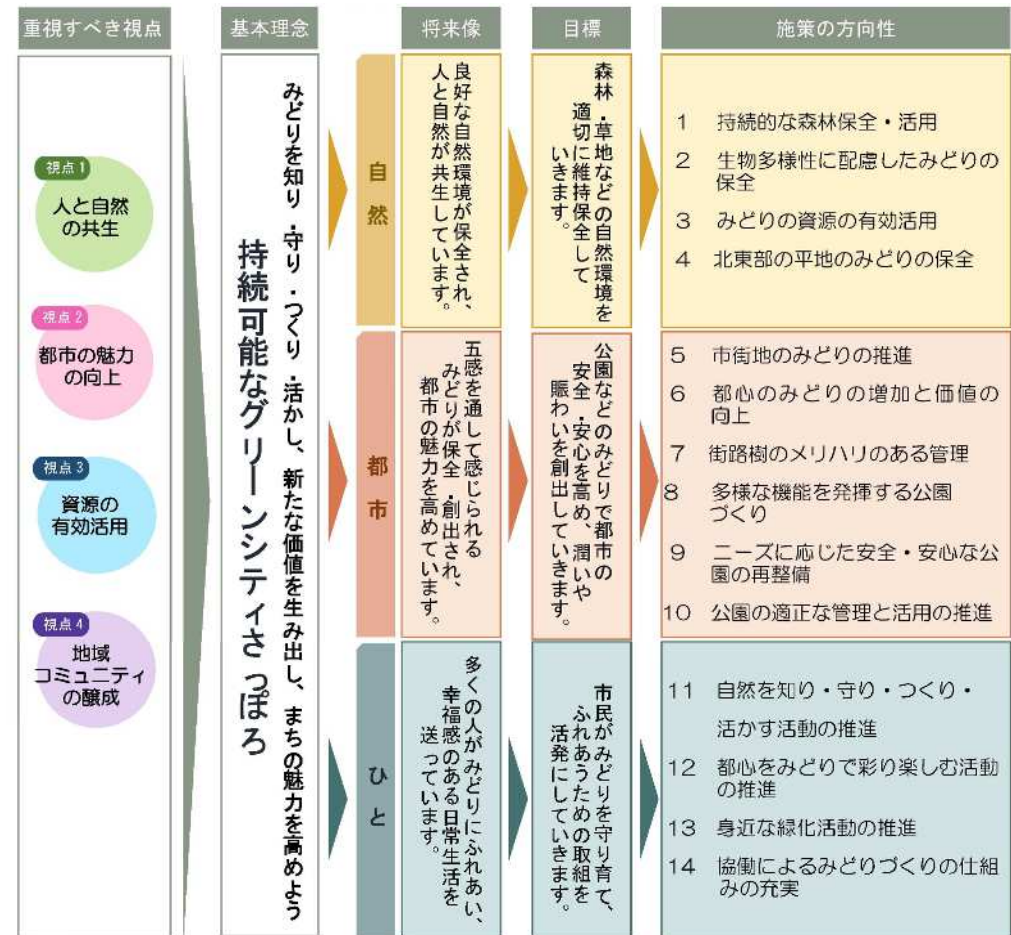 重視すべき視点
基本理念
将来像
目標
施策の方向性
視点1
人と自然
の共生
視点2
都市の魅力
の向上
視点3
資源の
有効活用
視点4
地域
コミュニティ
の醸成
みどりを知り・守り・つくり・活かし、新たな価値を生み出し、まちの魅力を高めよう
持続可能なグリーンシティさっぽろ
自然
良好な自然環境が保全され、
人と自然が共生しています。
森林・草地などの自然環境を
適切に維持保全して
いきます。
1 持続的な森林保全・活用
2 生物多様性に配慮したみどりの
保全
3 みどりの資源の有効活用
4 北東部の平地のみどりの保全
都市
五感を通して感じられる
みどりが保全・創出され、
都市の魅力を高めています。
公園などのみどりで都市の
安全・安心を高め、潤いや
賑わいを創出していきます。
5 市街地のみどりの推進
6 都心のみどりの増加と価値の
向上
7 街路樹のメリハリのある管理
8 多様な機能を発揮する公園
づくり
9 ニーズに応じた安全・安心な公
園の再整備
10 公園の適正な管理と活用の推進
ひと
多くの人がみどりにふれあい、
幸福感のある日常生活を
送っています。
市民がみどりを守り育て、
ふれあうための取組を
活発にしていきます。
11 自然を知り・守り・つくり・
活かす活動の推進
12 都心をみどりで彩り楽しむ活動
の推進
13 身近な緑化活動の推進
14 協働によるみどりづくりの仕組
みの充実